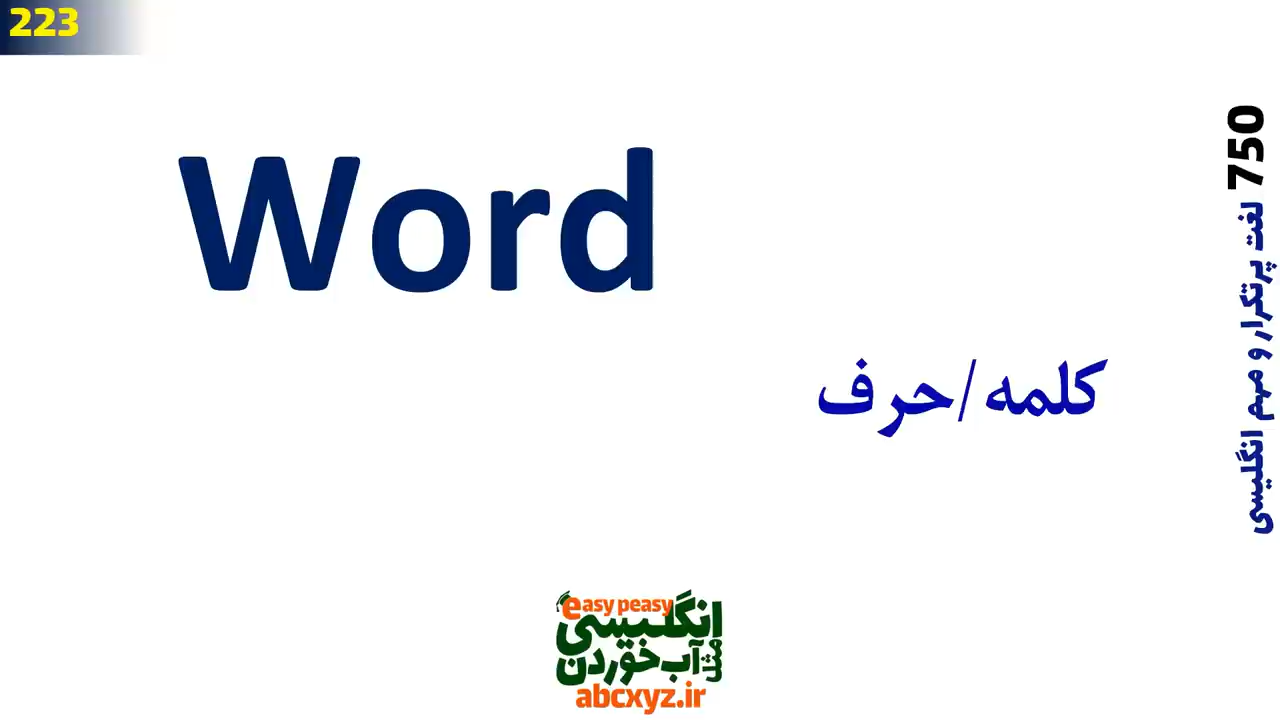 223
Word
کلمه/حرف
750 لغت پرتکرار و مهم انگلیسی
easy peasy
انگلیسی
مثل آب خوردن
abcxyz.ir